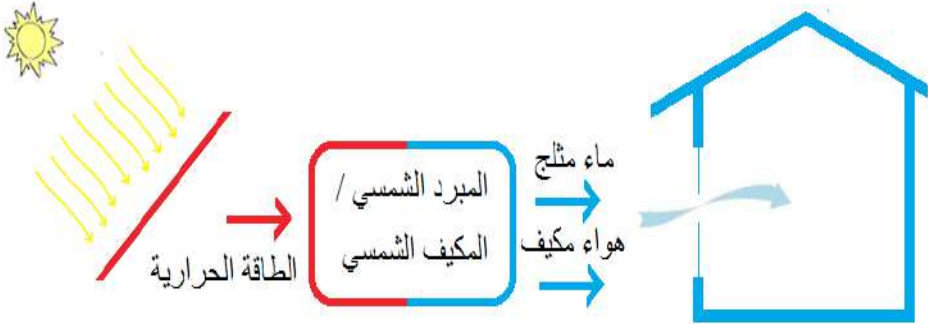 الطاقة الحرارية
المبرد الشمسي /
المكيف الشمسي
ماء مثلج
هواء مكيف